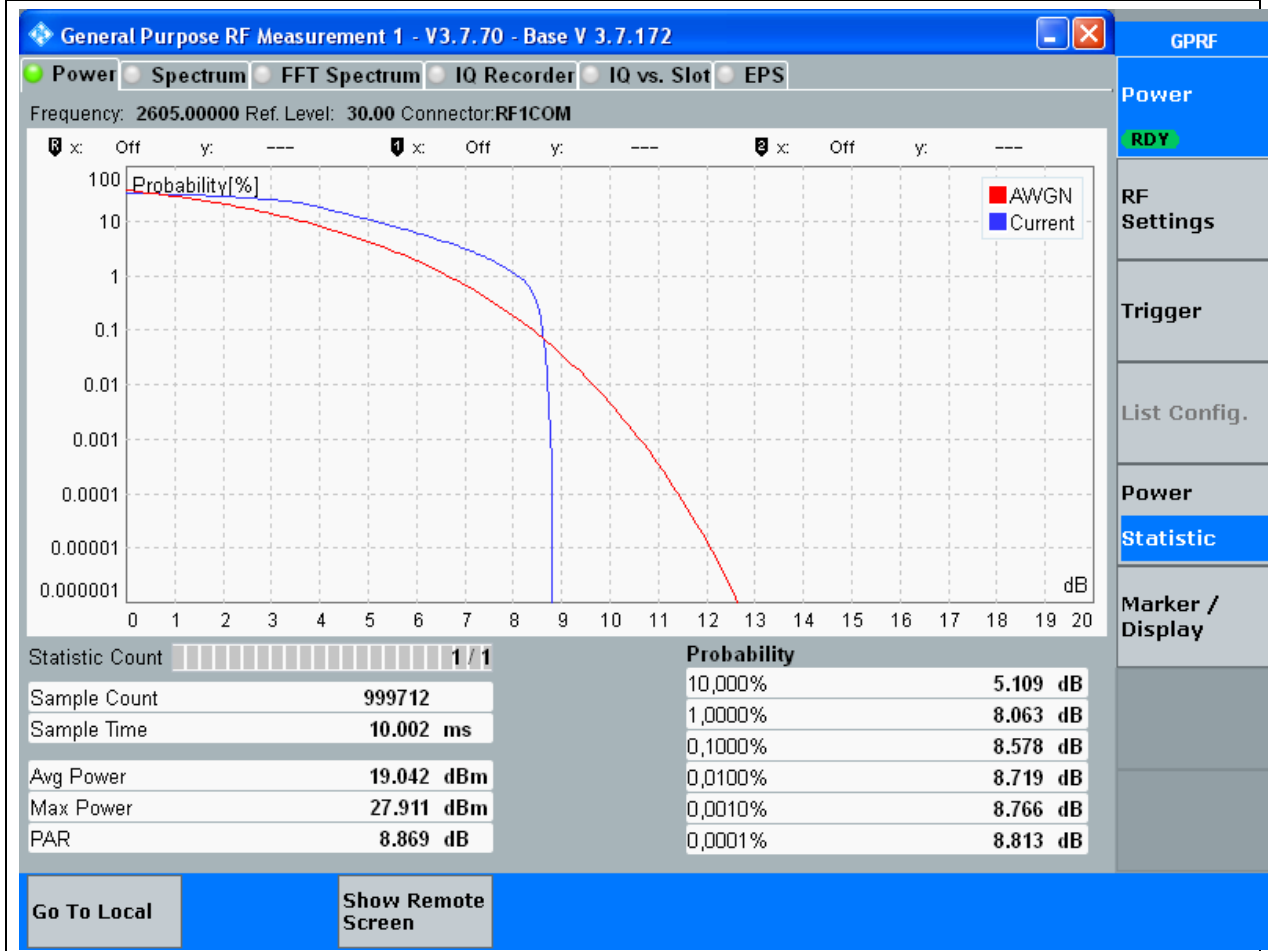 General Purpose RF Measurement 1 - V3.7.70 - Base V 3.7.172
GPRF
Power Spectrum FFT Spectrum IQ Recorder IQ vs. Slot EPS
Frequency: 2605.00000 Ref. Level: 30.00 Connector:RF1COM
R x: Off y: --- 1 x: Off y: --- 2 x: Off y: ---
Probability[%]
AWGN
Current
100
10
1
0.1
0.01
0.001
0.0001
0.00001
0.000001
dB
0 1 2 3 4 5 6 7 8 9 10 11 12 13 14 15 16 17 18 19 20
Statistic Count 1 / 1
Sample Count 999712
Sample Time 10.002 ms
Avg Power 19.042 dBm
Max Power 27.911 dBm
PAR 8.869 dB
Probability
10,000% 5.109 dB
1,0000% 8.063 dB
0,1000% 8.578 dB
0,0100% 8.719 dB
0,0010% 8.766 dB
0,0001% 8.813 dB
Power
RDY
RF
Settings
Trigger
List Config.
Power
Statistic
Marker /
Display
Go To Local
Show Remote
Screen